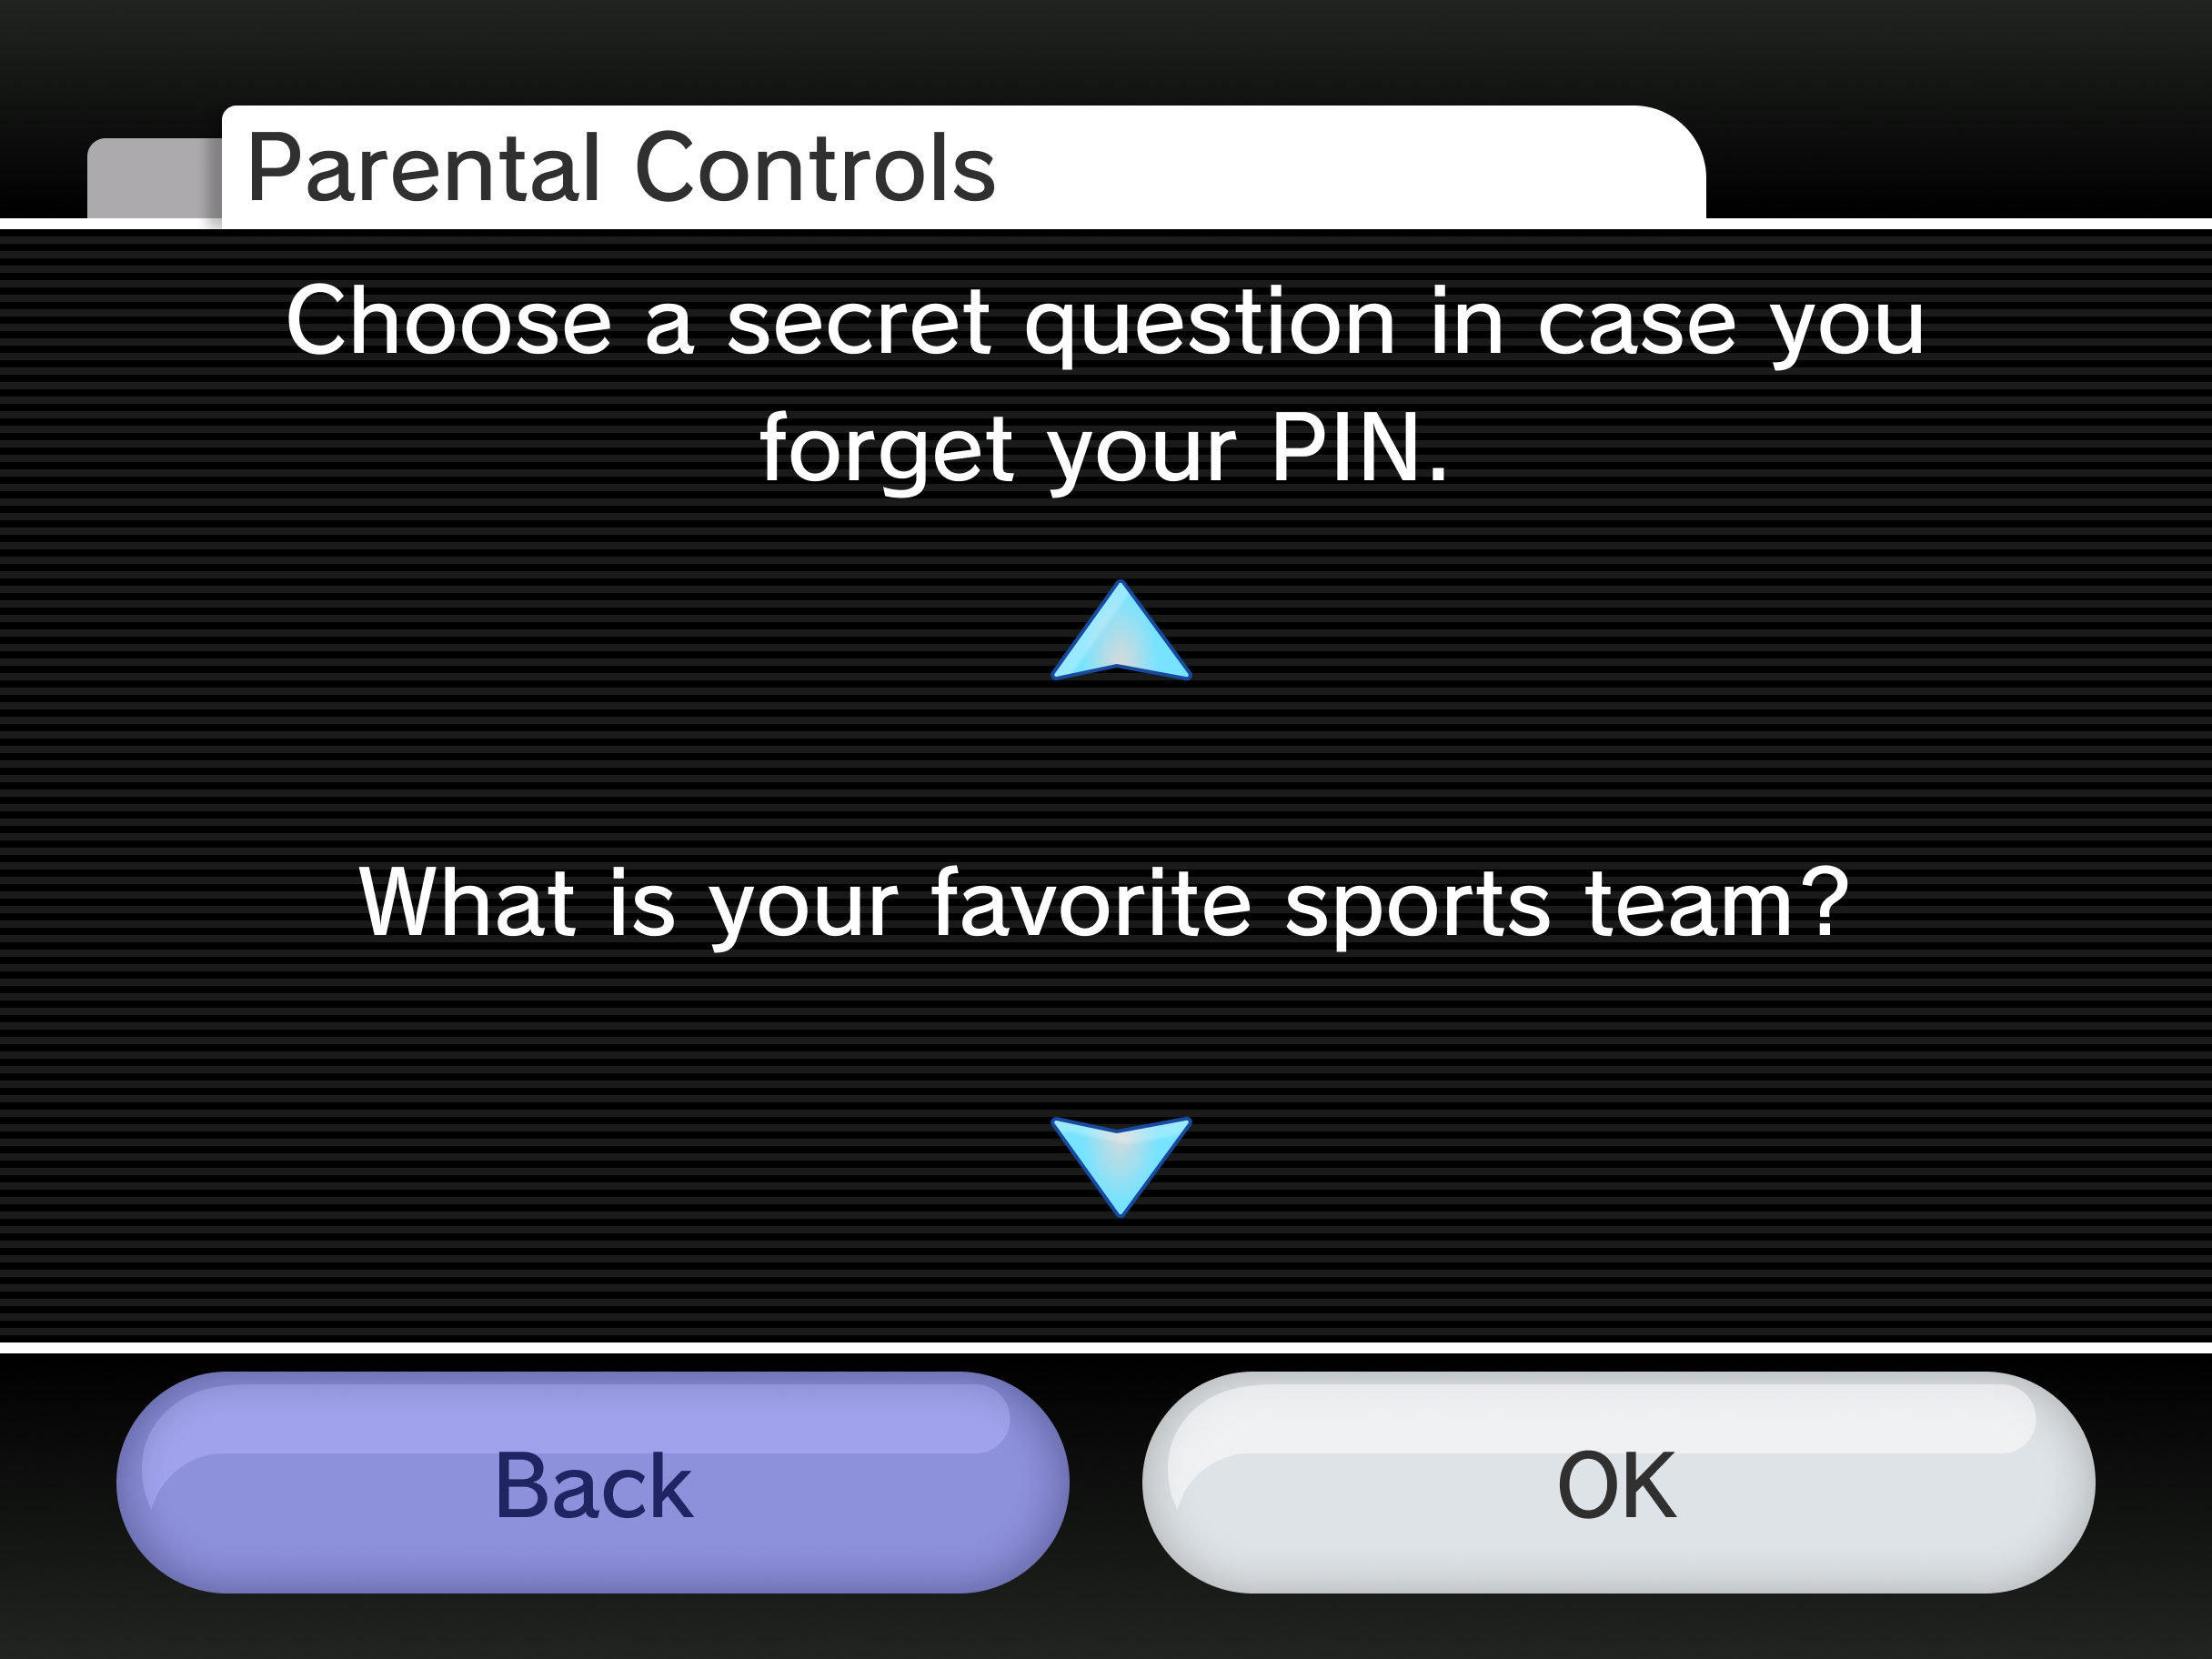 Parental Controls
Choose a secret question in case you
forget your PIN.
What is your favorite sports team?
Back
OK